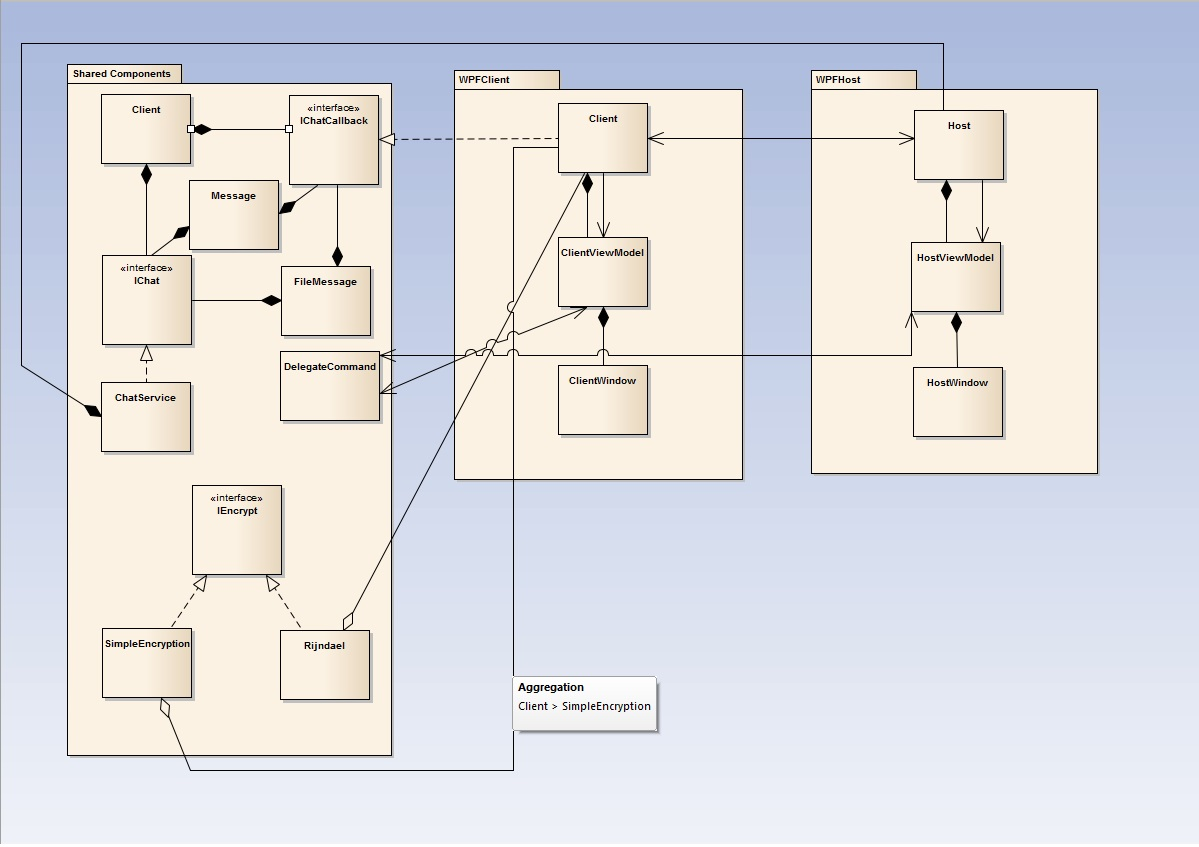 Shared Components
Client
«interface»
IChatCallback
Message
«interface»
IChat
FileMessage
DelegateCommand
ChatService
«interface»
IEncrypt
SimpleEncryption
Rijndael
WPFClient
Client
ClientViewModel
ClientWindow
Aggregation
Client > SimpleEncryption
WPFHost
Host
HostViewModel
HostWindow